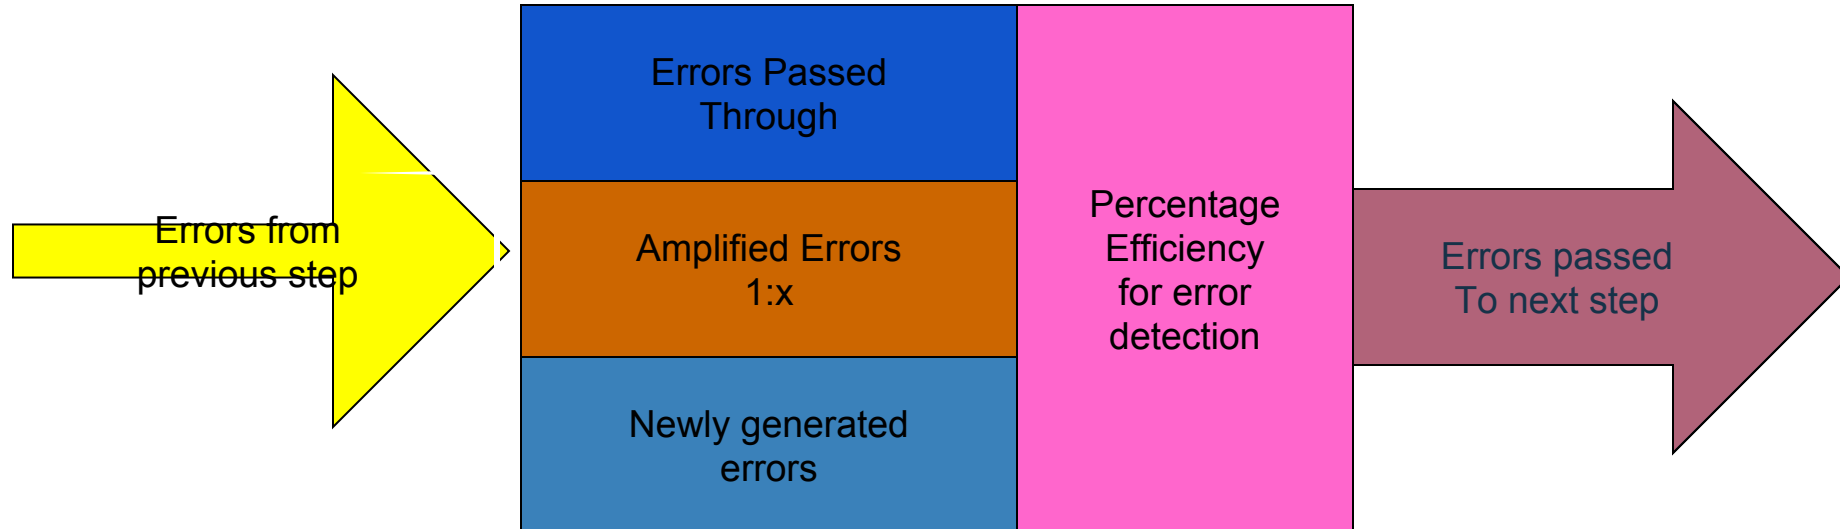 Errors from
previous step
Errors Passed
Through
Amplified Errors
1:x
Newly generated
errors
Percentage
Efficiency
for error
detection
Errors passed
To next step